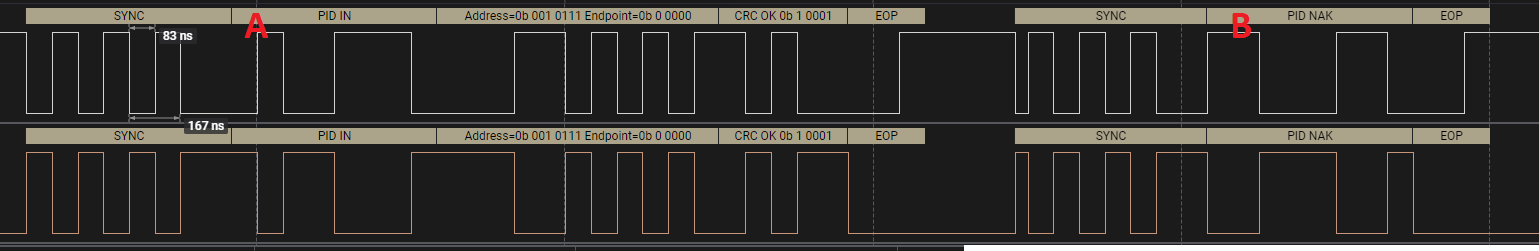 SYNC PID IN Address=0b 001 0111 Endpoint=0b 0 0000 CRC OK 0b 1 0001 EOP SYNC PID NAK EOP
A B
83 ns
167 ns
SYNC PID IN Address=0b 001 0111 Endpoint=0b 0 0000 CRC OK 0b 1 0001 EOP SYNC PID NAK EOP